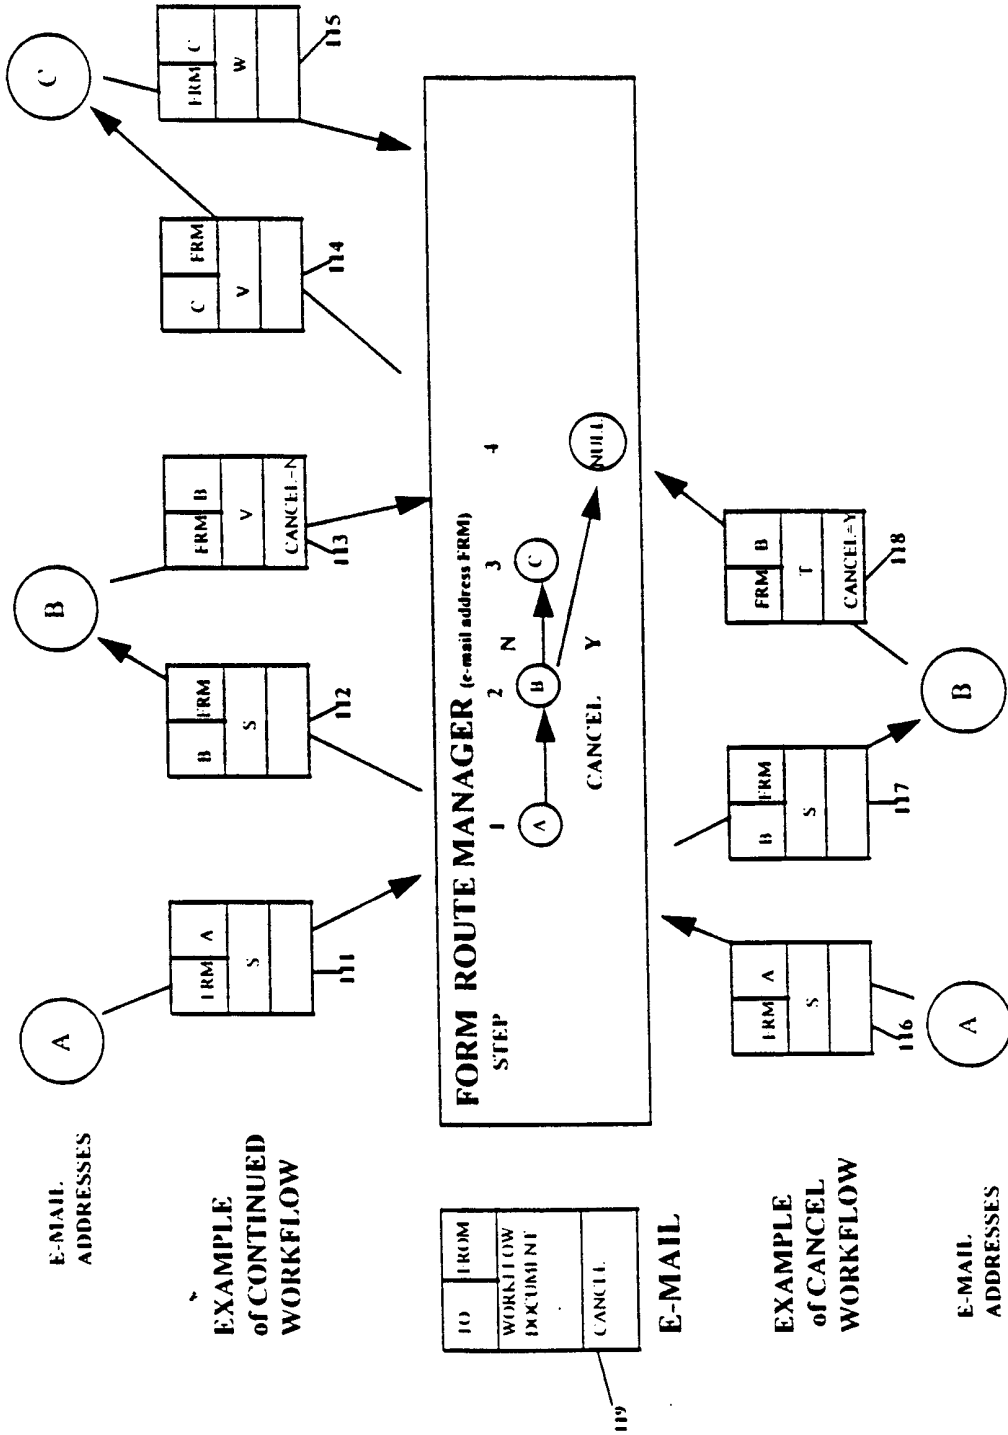 E-MAIL
ADDRESSES
A
B
C
EXAMPLE
of CONTINUED
WORKFLOW
FRM A
S
111
B FRM
S
112
FRM B
V
CANCEL=N
113
C FRM
V
114
FRM C
W
115
TO FROM
WORKFLOW
DOCUMENT
CANCEL
119
E-MAIL
FORM ROUTE MANAGER (e-mail address FRM)
STEP 1 2 3 4
A B N C
CANCEL Y NULL
EXAMPLE
of CANCEL
WORKFLOW
FRM A
S
116
B FRM
S
117
FRM B
T
CANCEL=Y
118
E-MAIL
ADDRESSES
A
B